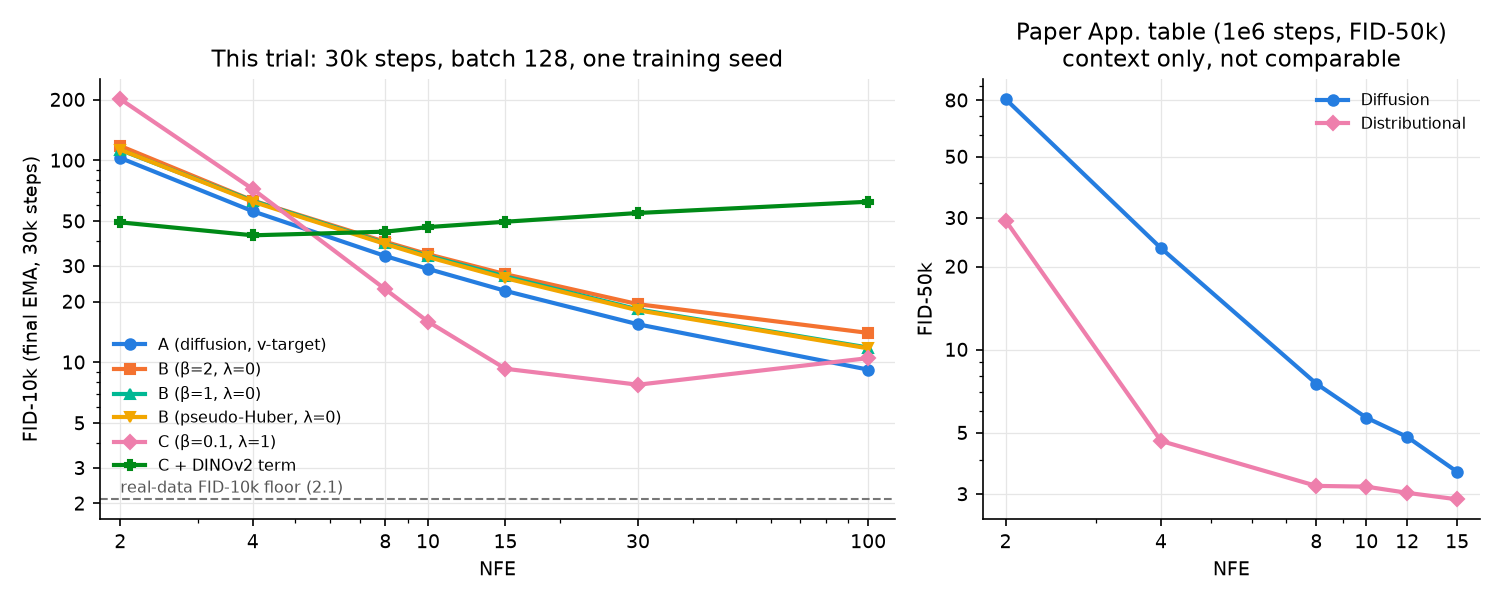 This trial: 30k steps, batch 128, one training seed
FID-10k (final EMA, 30k steps)
200
100
50
30
20
10
5
3
2
A (diffusion, v-target)
B (β=2, λ=0)
B (β=1, λ=0)
B (pseudo-Huber, λ=0)
C (β=0.1, λ=1)
C + DINOv2 term
real-data FID-10k floor (2.1)
2 4 8 10 15 30 100
NFE
Paper App. table (1e6 steps, FID-50k)
context only, not comparable
FID-50k
80
50
30
20
10
5
3
Diffusion
Distributional
2 4 8 10 12 15
NFE